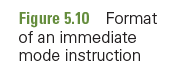 Figure 5.10 Format
of an immediate
mode instruction